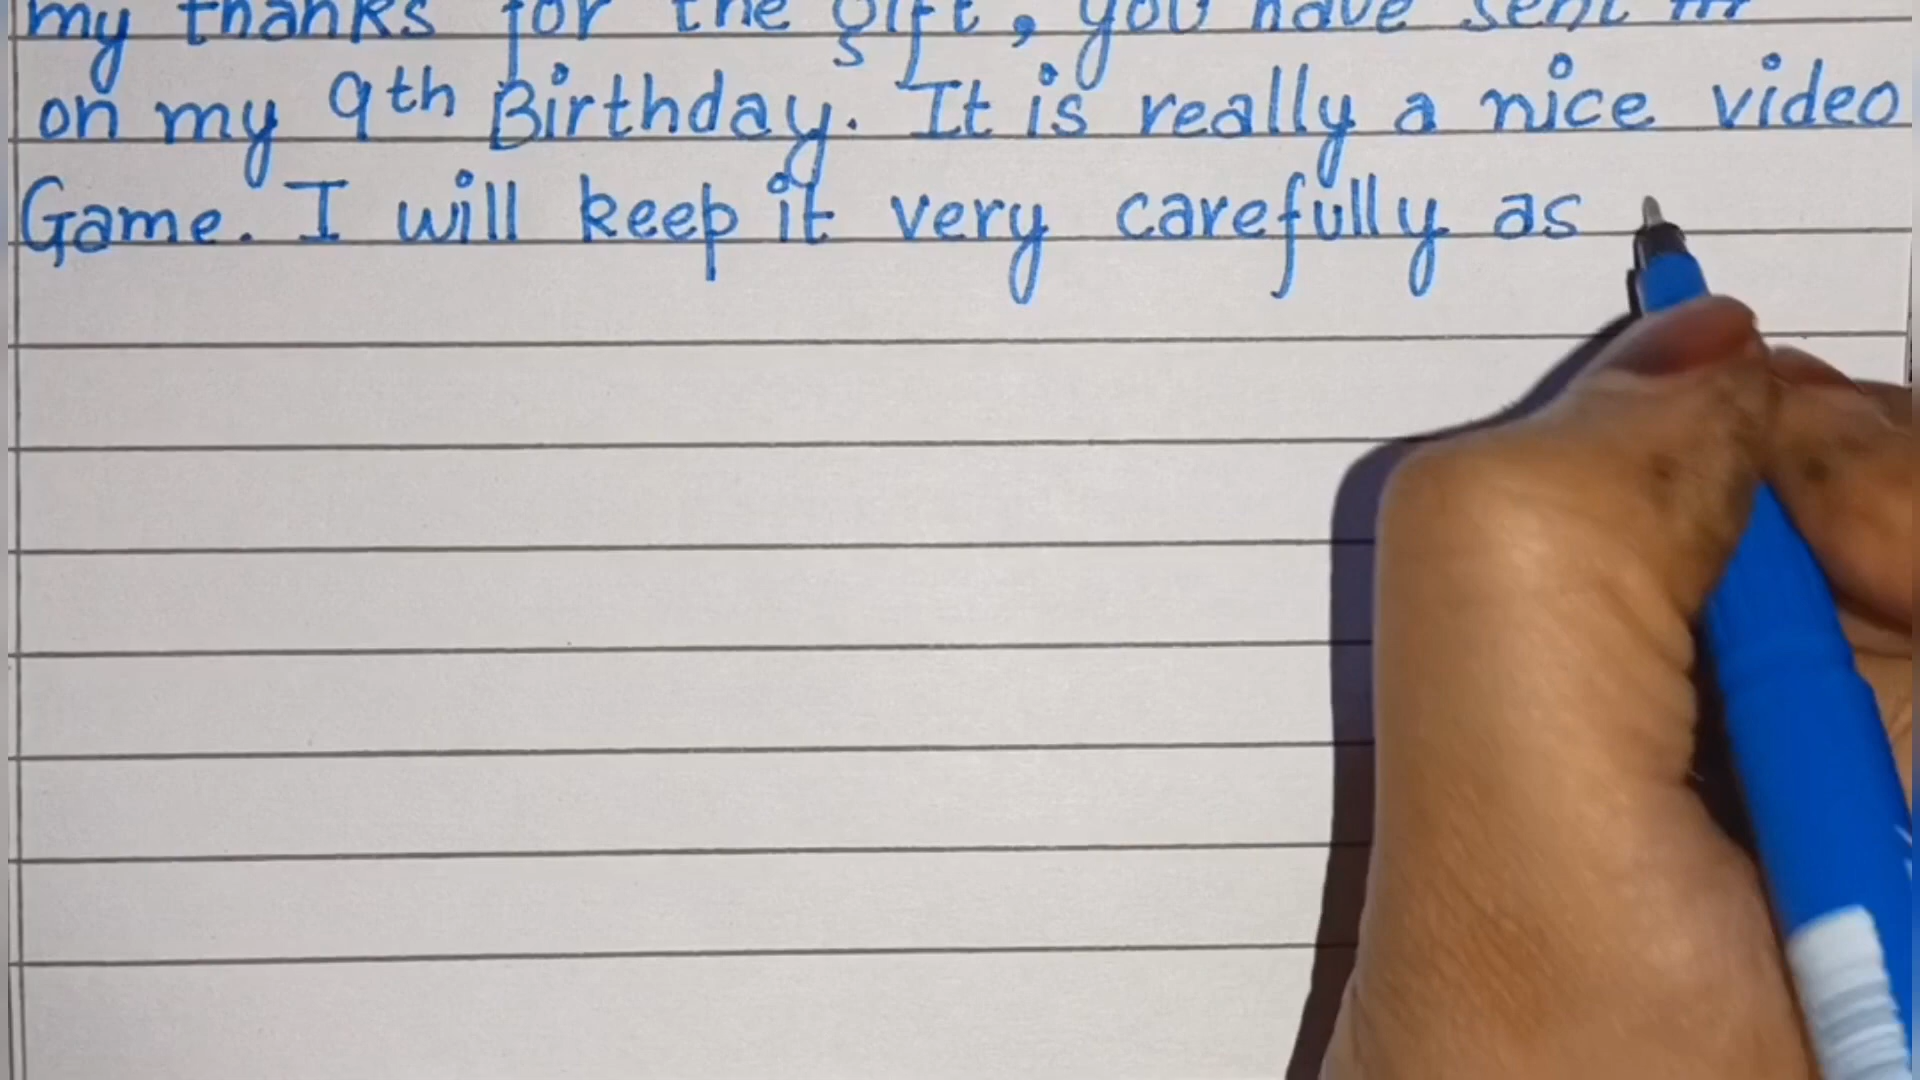 my thanks for the gift, you have sent
on my 9th Birthday. It is really a nice video
Game. I will keep it very carefully as